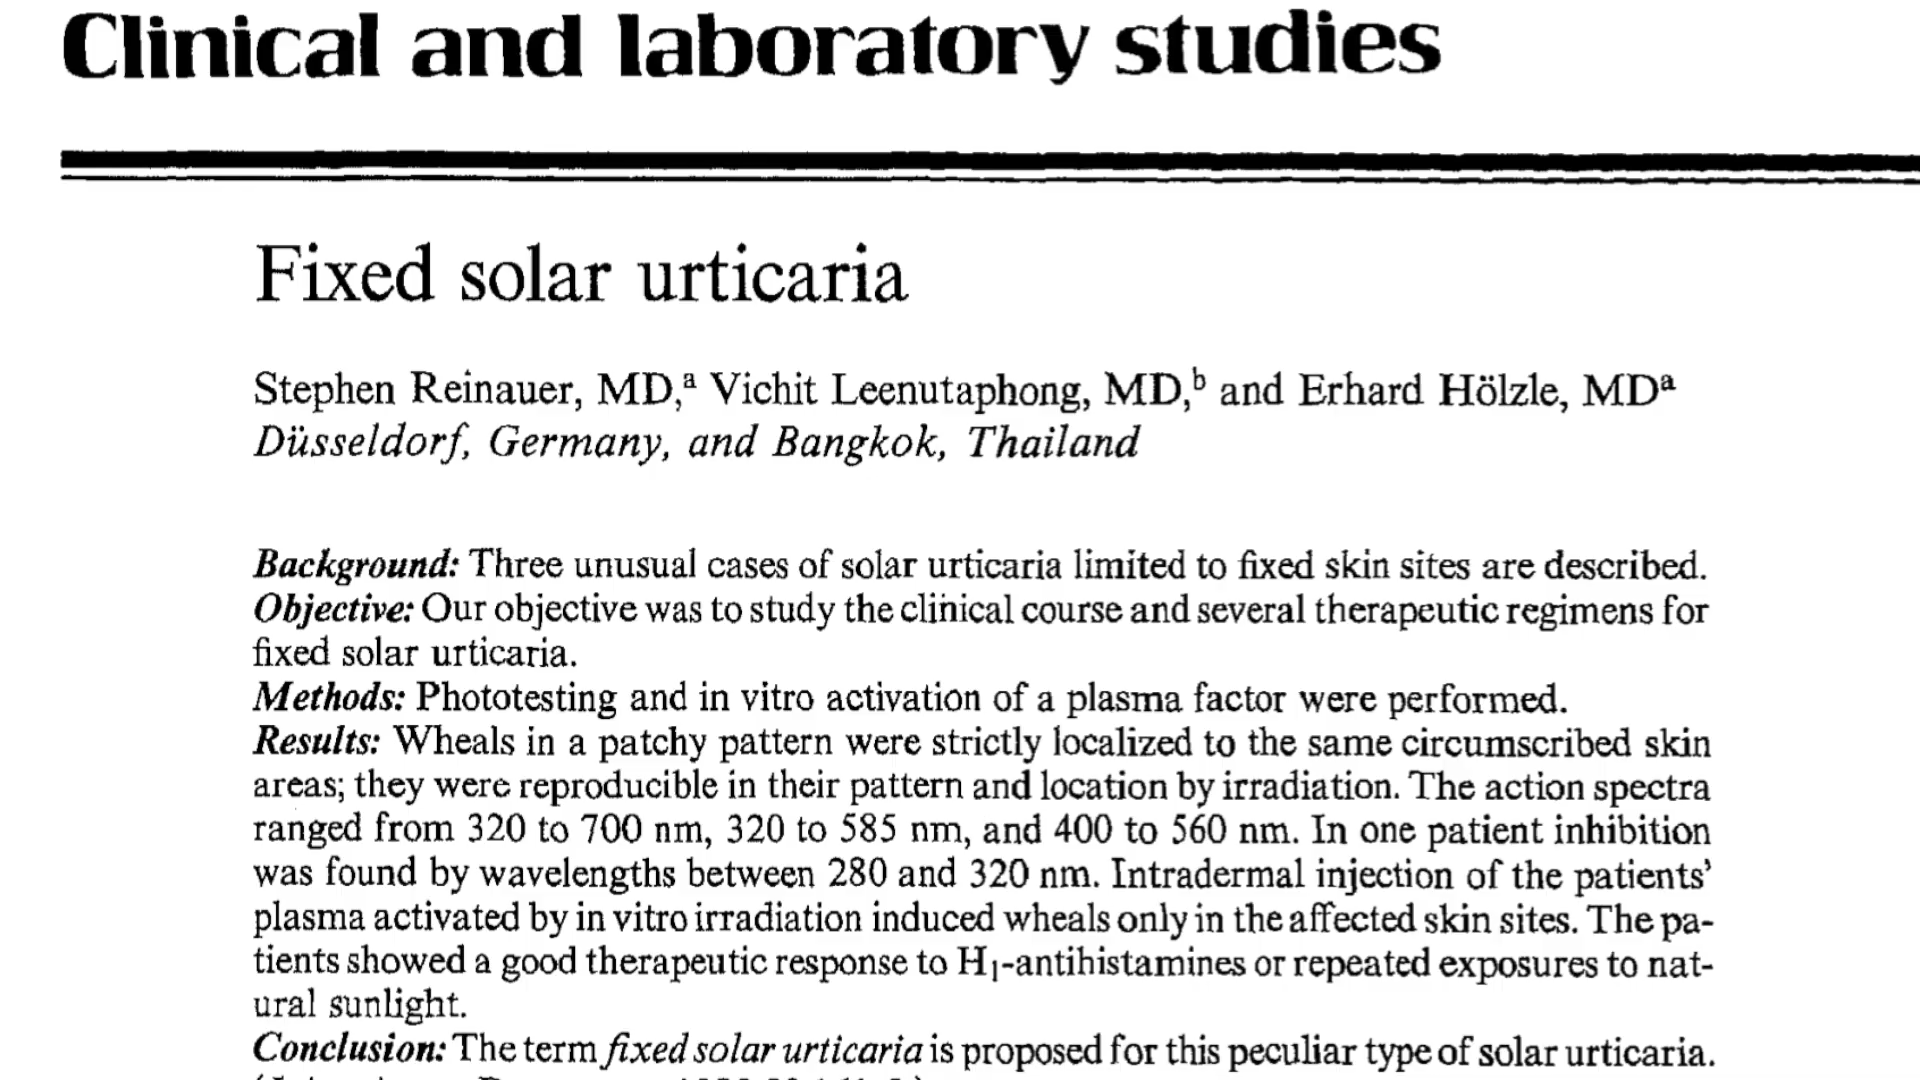 Clinical and laboratory studies
Fixed solar urticaria
Stephen Reinauer, MD,ᵃ Vichit Leenutaphong, MD,ᵇ and Erhard Hölzle, MDᵃ
Düsseldorf, Germany, and Bangkok, Thailand
Background: Three unusual cases of solar urticaria limited to fixed skin sites are described.
Objective: Our objective was to study the clinical course and several therapeutic regimens for
fixed solar urticaria.
Methods: Phototesting and in vitro activation of a plasma factor were performed.
Results: Wheals in a patchy pattern were strictly localized to the same circumscribed skin
areas; they were reproducible in their pattern and location by irradiation. The action spectra
ranged from 320 to 700 nm, 320 to 585 nm, and 400 to 560 nm. In one patient inhibition
was found by wavelengths between 280 and 320 nm. Intradermal injection of the patients'
plasma activated by in vitro irradiation induced wheals only in the affected skin sites. The pa-
tients showed a good therapeutic response to H₁-antihistamines or repeated exposures to nat-
ural sunlight.
Conclusion: The term fixed solar urticaria is proposed for this peculiar type of solar urticaria.